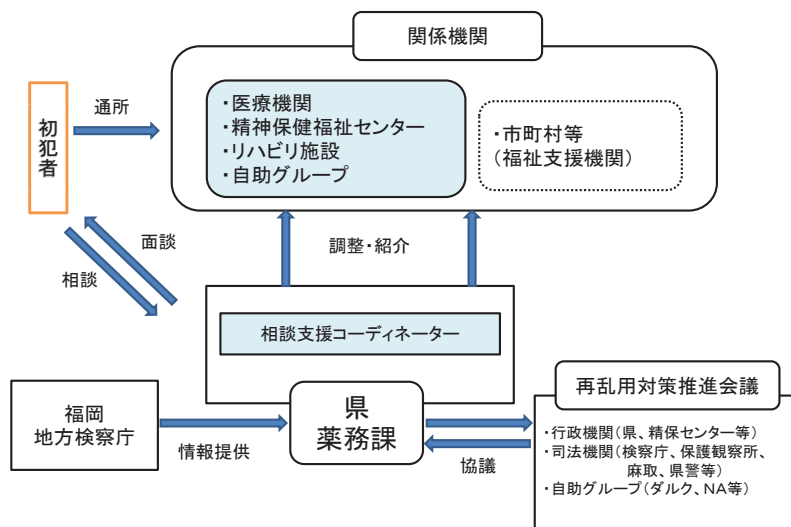 関係機関
・医療機関
・精神保健福祉センター
・リハビリ施設
・自助グループ
・市町村等
(福祉支援機関)
初犯者
通所
面談
相談
調整・紹介
相談支援コーディネーター
福岡
地方検察庁
情報提供
県
薬務課
協議
再乱用対策推進会議
・行政機関(県、精保センター等)
・司法機関(検察庁、保護観察所、
麻取、県警等)
・自助グループ(ダルク、NA等)